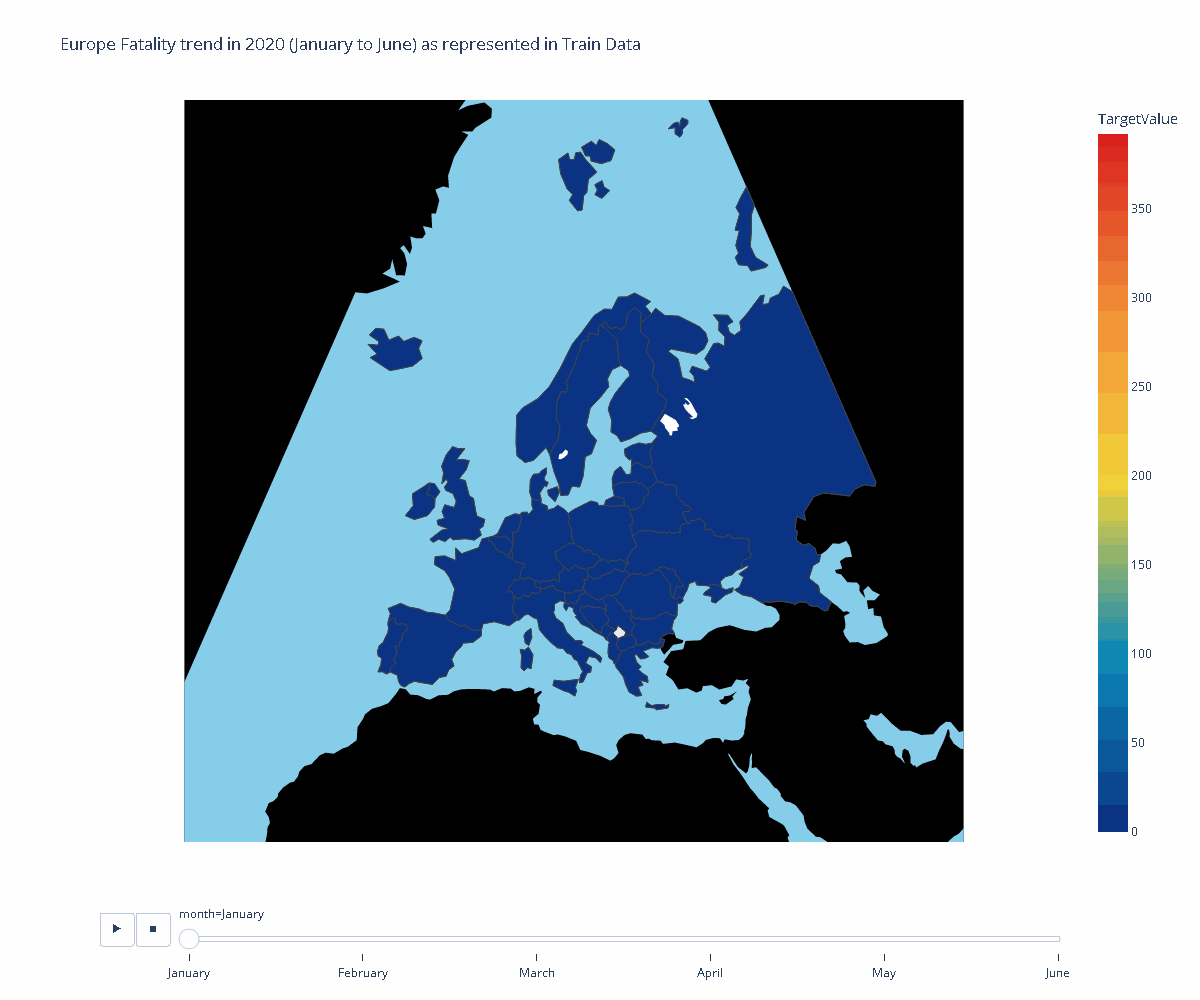 Europe Fatality trend in 2020 (January to June) as represented in Train Data
TargetValue
350
300
250
200
150
100
50
0
month=January
January February March April May June